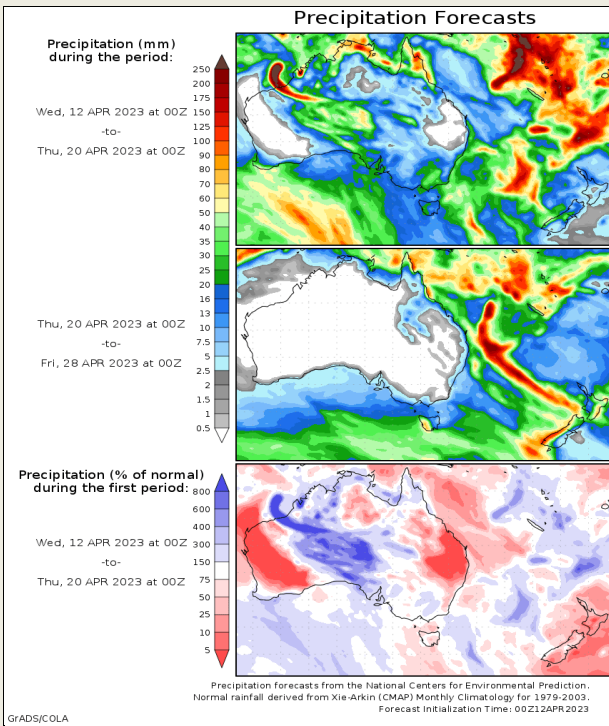 Precipitation Forecasts
Precipitation (mm)
during the period:
Wed, 12 APR 2023 at 00Z
-to-
Thu, 20 APR 2023 at 00Z
250
200
175
150
125
100
90
80
70
60
50
40
35
30
25
20
16
13
10
7.5
5
2.5
2
1.5
1
0.5
Thu, 20 APR 2023 at 00Z
-to-
Fri, 28 APR 2023 at 00Z
Precipitation (% of normal)
during the first period:
Wed, 12 APR 2023 at 00Z
-to-
Thu, 20 APR 2023 at 00Z
800
600
400
300
150
75
50
25
10
5
Precipitation forecasts from the National Centers for Environmental Prediction.
Normal rainfall derived from Xie-Arkin (CMAP) Monthly Climatology for 1979-2003.
Forecast Initialization Time: 00Z12APR2023
GrADS/COLA